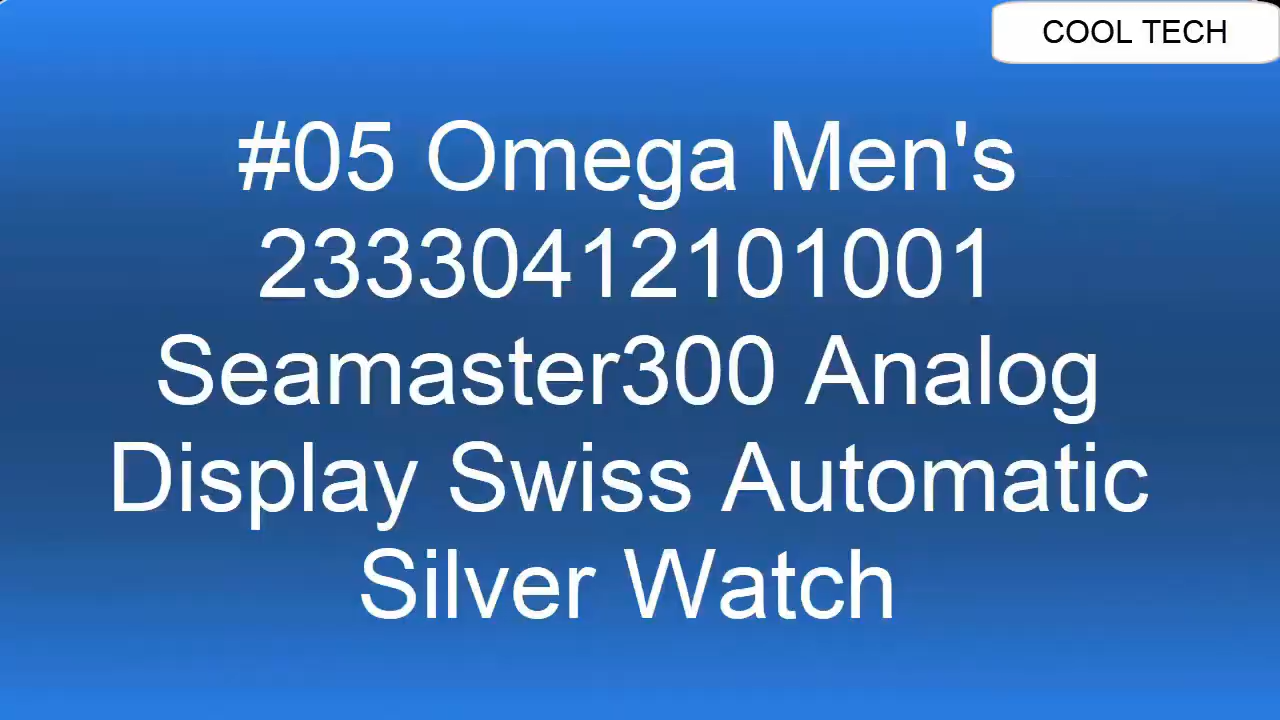 COOL TECH
#05 Omega Men's
23330412101001
Seamaster300 Analog
Display Swiss Automatic
Silver Watch